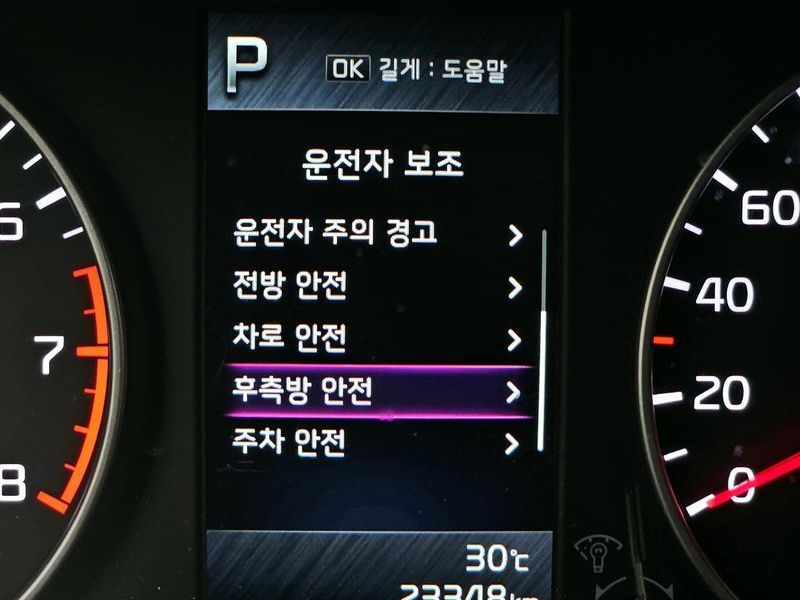 P
OK 길게 : 도움말
운전자 보조
운전자 주의 경고
전방 안전
차로 안전
후측방 안전
주차 안전
30℃
23348km
6
7
8
60
40
20
0